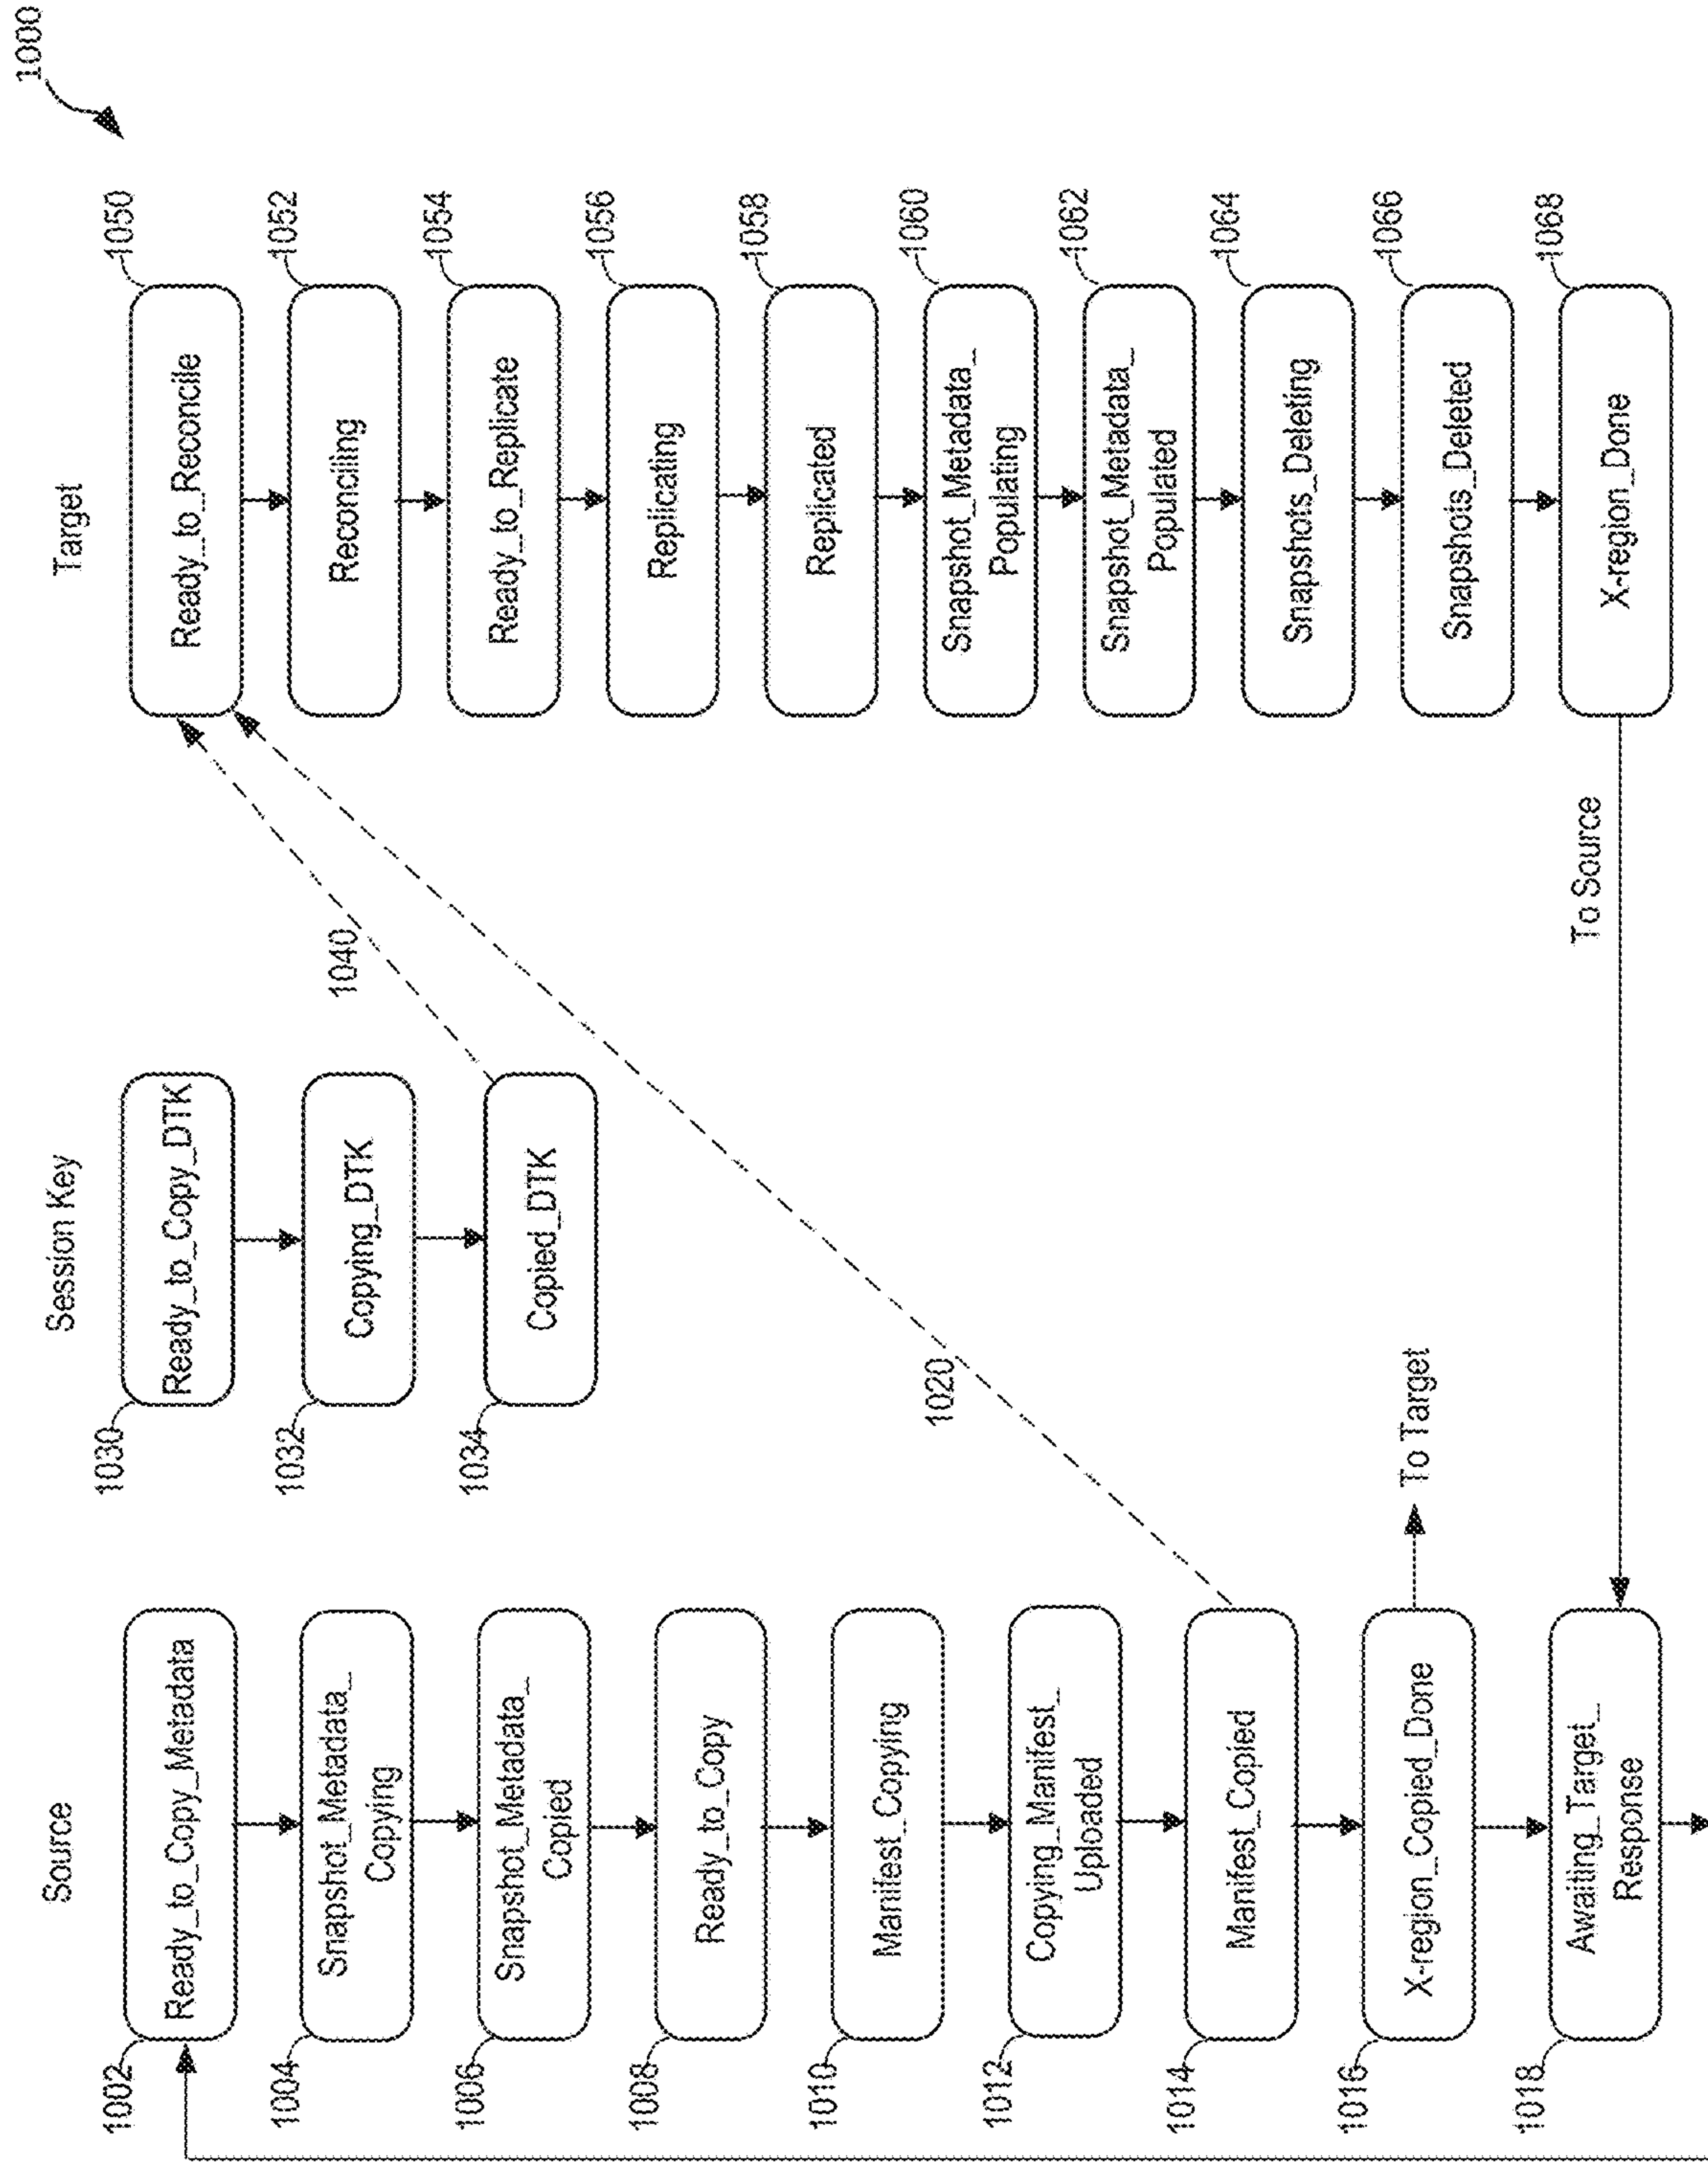 1000
Source
1002
Ready_to_Copy_Metadata
1004
Snapshot_Metadata_
Copying
1006
Snapshot_Metadata_
Copied
1008
Ready_to_Copy
1010
Manifest_Copying
1012
Copying_Manifest_
Uploaded
1014
Manifest_Copied
1016
X-region_Copied_Done
To Target
1018
Awaiting_Target_
Response
1020
Session Key
1030
Ready_to_Copy_DTK
1032
Copying_DTK
1034
Copied_DTK
1040
Target
1050
Ready_to_Reconcile
1052
Reconciling
1054
Ready_to_Replicate
1056
Replicating
1058
Replicated
1060
Snapshot_Metadata_
Populating
1062
Snapshot_Metadata_
Populated
1064
Snapshots_Deleting
1066
Snapshots_Deleted
1068
X-region_Done
To Source